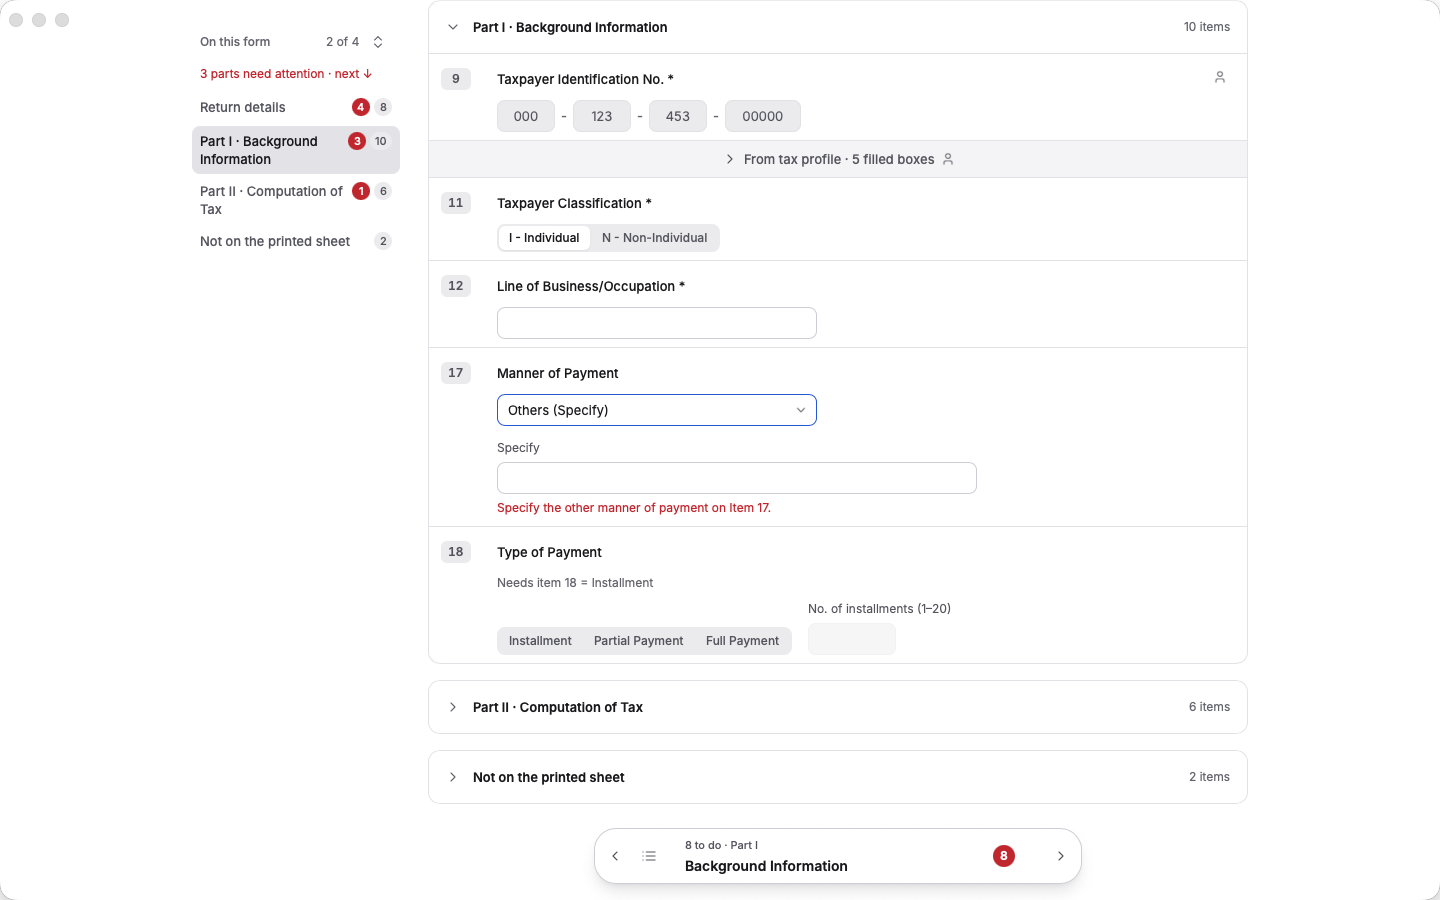 On this form
2 of 4
3 parts need attention · next ↓
Return details
4
8
Part I · Background
Information
3
10
Part II · Computation of
Tax
1
6
Not on the printed sheet
2
Part I · Background Information
10 items
9
Taxpayer Identification No. *
000 - 123 - 453 - 00000
From tax profile · 5 filled boxes
11
Taxpayer Classification *
I - Individual
N - Non-Individual
12
Line of Business/Occupation *
17
Manner of Payment
Others (Specify)
Specify
Specify the other manner of payment on Item 17.
18
Type of Payment
Needs item 18 = Installment
No. of installments (1–20)
Installment
Partial Payment
Full Payment
Part II · Computation of Tax
6 items
Not on the printed sheet
2 items
8 to do · Part I
Background Information
8